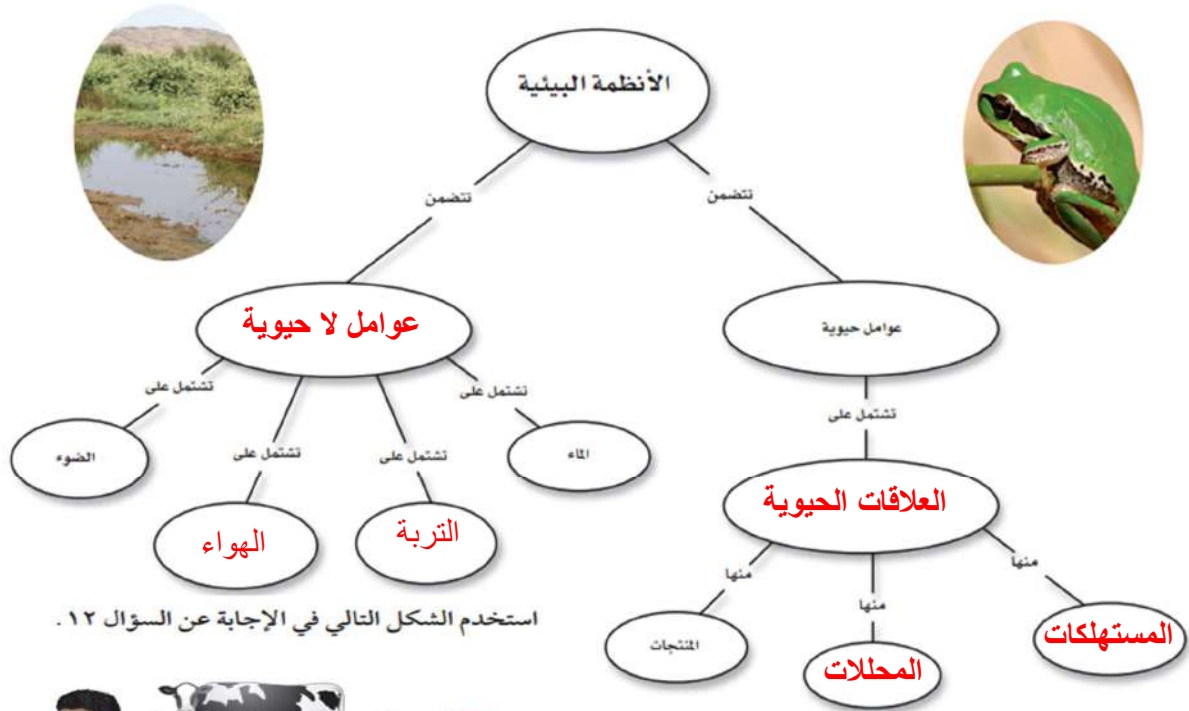 الأنظمة البيئية
تتضمن
تتضمن
عوامل حيوية
عوامل لا حيوية
تشتمل على
تشتمل على
تشتمل على
تشتمل على
تشتمل على
الماء
الضوء
التربة
الهواء
العلاقات الحيوية
منها
منها
منها
المستهلكات
المحللات
المنتجات
استخدم الشكل التالي في الإجابة عن السؤال ١٢ .